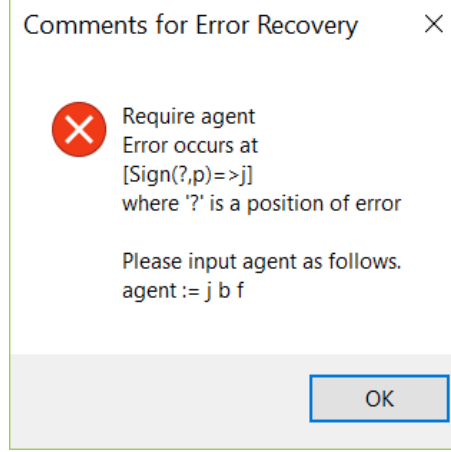 Comments for Error Recovery
Require agent
Error occurs at
[Sign(?,p)=>j]
where '?' is a position of error
Please input agent as follows.
agent := j b f
OK